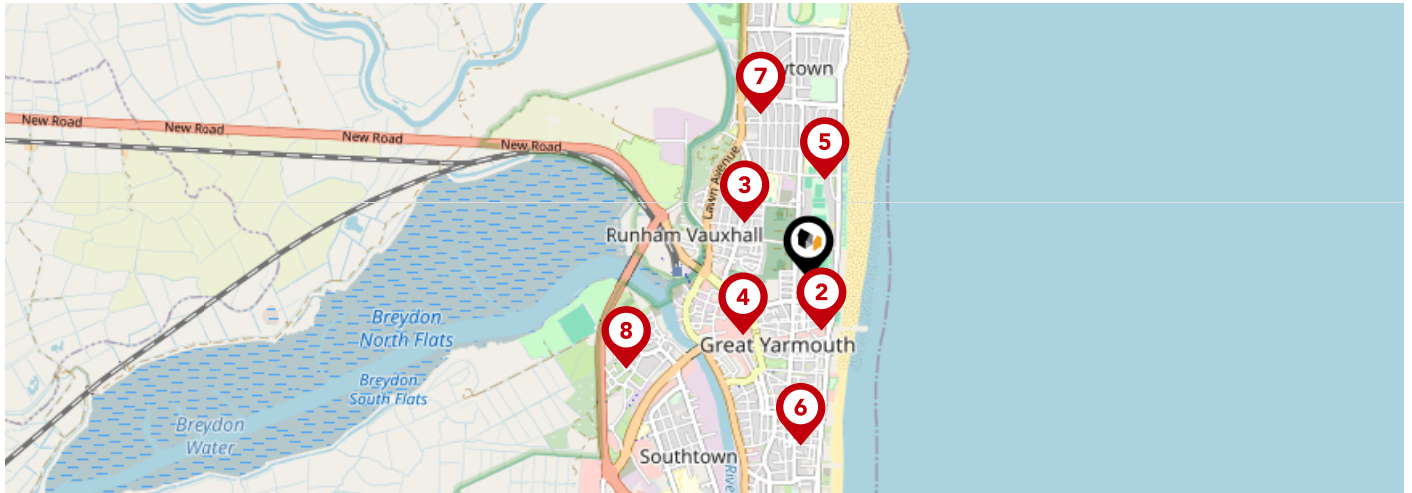 ytown
7
New Road
New Road
New Road
New Road
5
Lawn Avenue
3
Runham Vauxhall
2
4
Breydon
North Flats
8
Great Yarmouth
Breydon
South Flats
6
Breydon
Water
Southtown